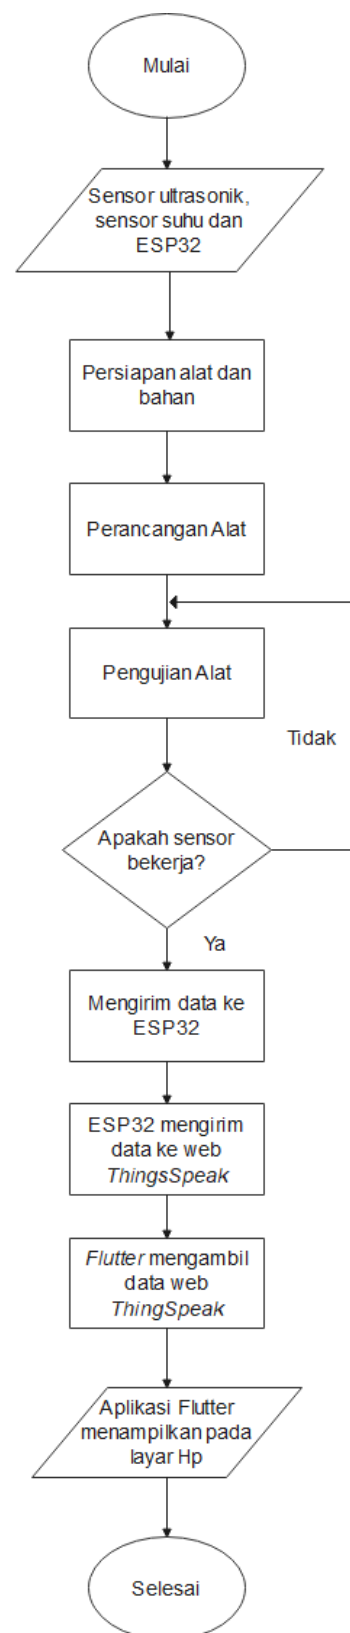 Mulai
Sensor ultrasonik,
sensor suhu dan
ESP32
Persiapan alat dan
bahan
Perancangan Alat
Pengujian Alat
Tidak
Apakah sensor
bekerja?
Ya
Mengirim data ke
ESP32
ESP32 mengirim
data ke web
ThingsSpeak
Flutter mengambil
data web
ThingSpeak
Aplikasi Flutter
menampilkan pada
layar Hp
Selesai